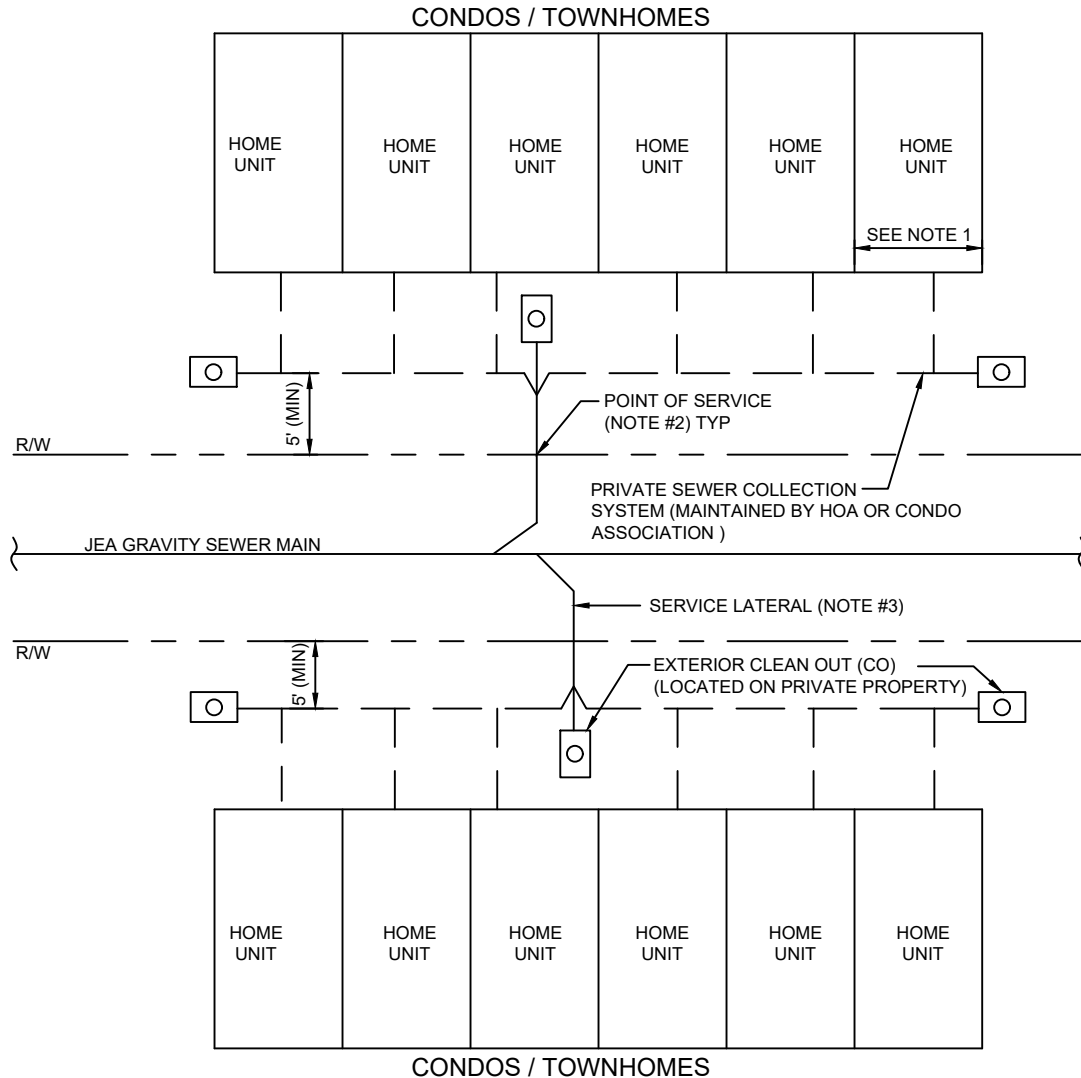 CONDOS / TOWNHOMES
HOME
UNIT
HOME
UNIT
HOME
UNIT
HOME
UNIT
HOME
UNIT
HOME
UNIT
SEE NOTE 1
5' (MIN)
POINT OF SERVICE
(NOTE #2) TYP
R/W
PRIVATE SEWER COLLECTION
SYSTEM (MAINTAINED BY HOA OR CONDO
ASSOCIATION )
JEA GRAVITY SEWER MAIN
SERVICE LATERAL (NOTE #3)
R/W
5' (MIN)
EXTERIOR CLEAN OUT (CO)
(LOCATED ON PRIVATE PROPERTY)
HOME
UNIT
HOME
UNIT
HOME
UNIT
HOME
UNIT
HOME
UNIT
HOME
UNIT
CONDOS / TOWNHOMES